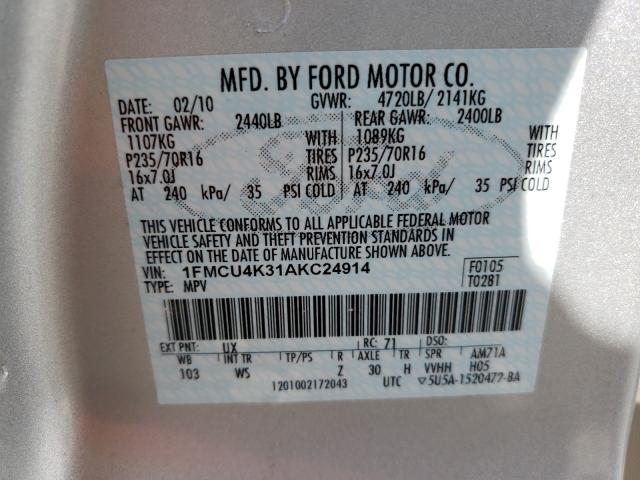 MFD. BY FORD MOTOR CO.
DATE: 02/10 GVWR: 4720LB/ 2141KG
FRONT GAWR: 2440LB REAR GAWR: 2400LB
1107KG WITH 1089KG WITH
P235/70R16 TIRES P235/70R16 TIRES
16x7.0J RIMS 16x7.0J RIMS
AT 240 kPa/ 35 PSI COLD AT 240 kPa/ 35 PSI COLD
THIS VEHICLE CONFORMS TO ALL APPLICABLE FEDERAL MOTOR
VEHICLE SAFETY AND THEFT PREVENTION STANDARDS IN
EFFECT ON THE DATE OF MANUFACTURE SHOWN ABOVE.
VIN: 1FMCU4K31AKC24914 F0105
TYPE: MPV T0281
EXT PNT: UX RC: 71 DSO:
WB INT TR TP/PS R AXLE TR SPR AM71A
103 WS Z 30 H VVHH H05
1201002172043 UTC ▽5U5A-1520472-BA